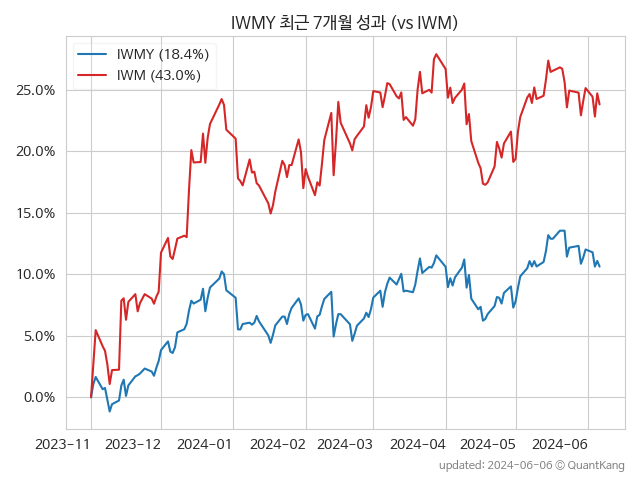 IWMY 최근 7개월 성과 (vs IWM)
IWMY (18.4%)
IWM (43.0%)
25.0%
20.0%
15.0%
10.0%
5.0%
0.0%
2023-11 2023-12 2024-01 2024-02 2024-03 2024-04 2024-05 2024-06
updated: 2024-06-06 © QuantKang